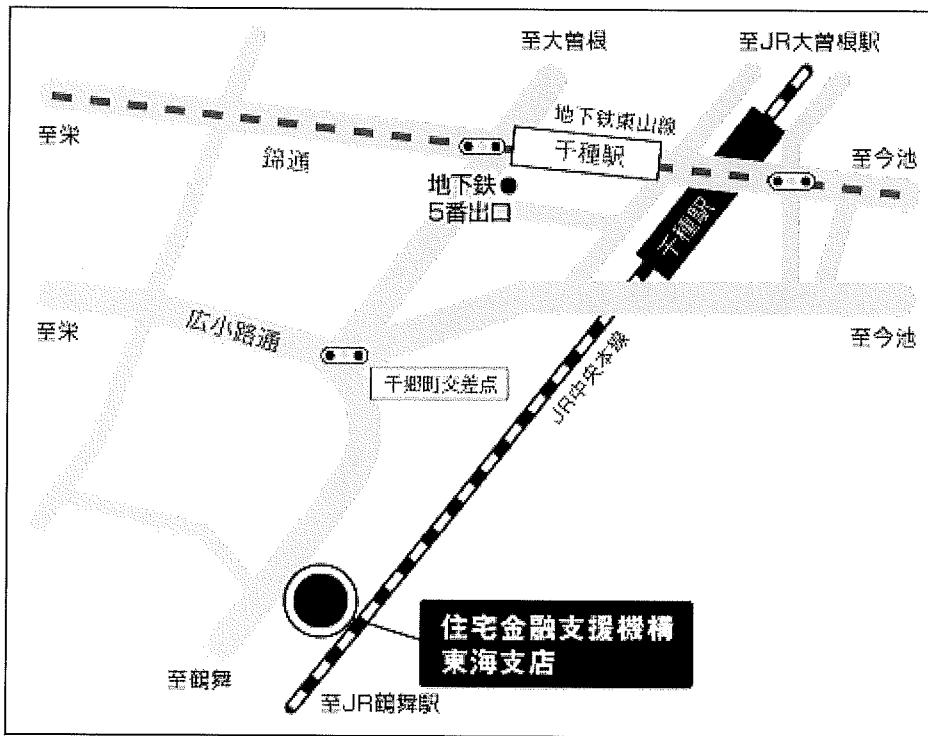 至大曽根
至JR大曽根駅
地下鉄東山線
千種駅
至栄
錦通
至今池
地下鉄
5番出口
千種駅
広小路通
至栄
至今池
千郷町交差点
JR中央本線
住宅金融支援機構
東海支店
至鶴舞
至JR鶴舞駅